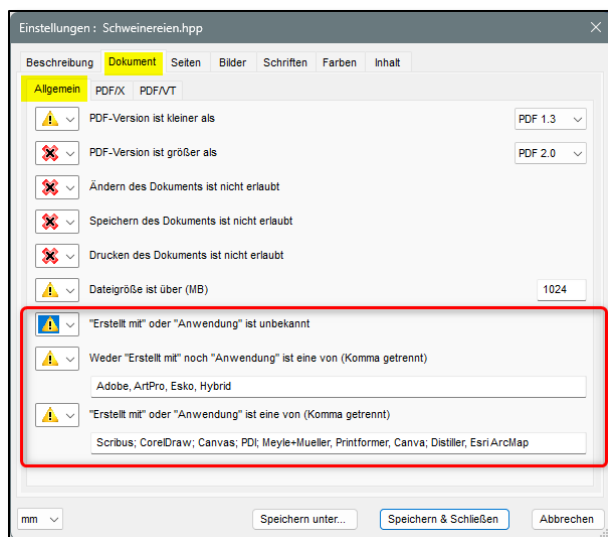 Einstellungen : Schweinereien.hpp
Beschreibung Dokument Seiten Bilder Schriften Farben Inhalt
Allgemein PDF/X PDF/VT
PDF-Version ist kleiner als PDF 1.3
PDF-Version ist größer als PDF 2.0
Ändern des Dokuments ist nicht erlaubt
Speichern des Dokuments ist nicht erlaubt
Drucken des Dokuments ist nicht erlaubt
Dateigröße ist über (MB) 1024
"Erstellt mit" oder "Anwendung" ist unbekannt
Weder "Erstellt mit" noch "Anwendung" ist eine von (Komma getrennt)
Adobe, ArtPro, Esko, Hybrid
"Erstellt mit" oder "Anwendung" ist eine von (Komma getrennt)
Scribus; CorelDraw; Canvas; PDI; Meyle+Mueller, Printformer, Canva; Distiller, Esri ArcMap
mm Speichern unter... Speichern & Schließen Abbrechen